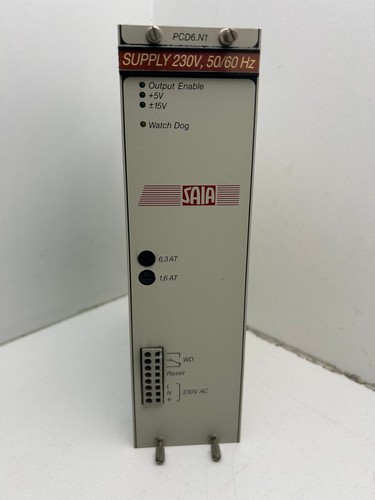 PCD6.N1
SUPPLY 230V, 50/60 Hz
Output Enable
+5V
±15V
Watch Dog
SAIA
6,3 AT
1,6 AT
WD
Reset
L
N
230V AC